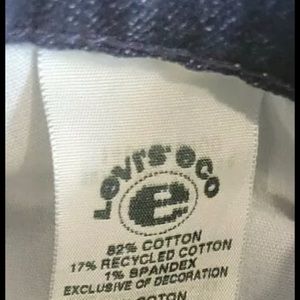 Levi's eco
e
82% COTTON
17% RECYCLED COTTON
1% SPANDEX
EXCLUSIVE OF DECORATION